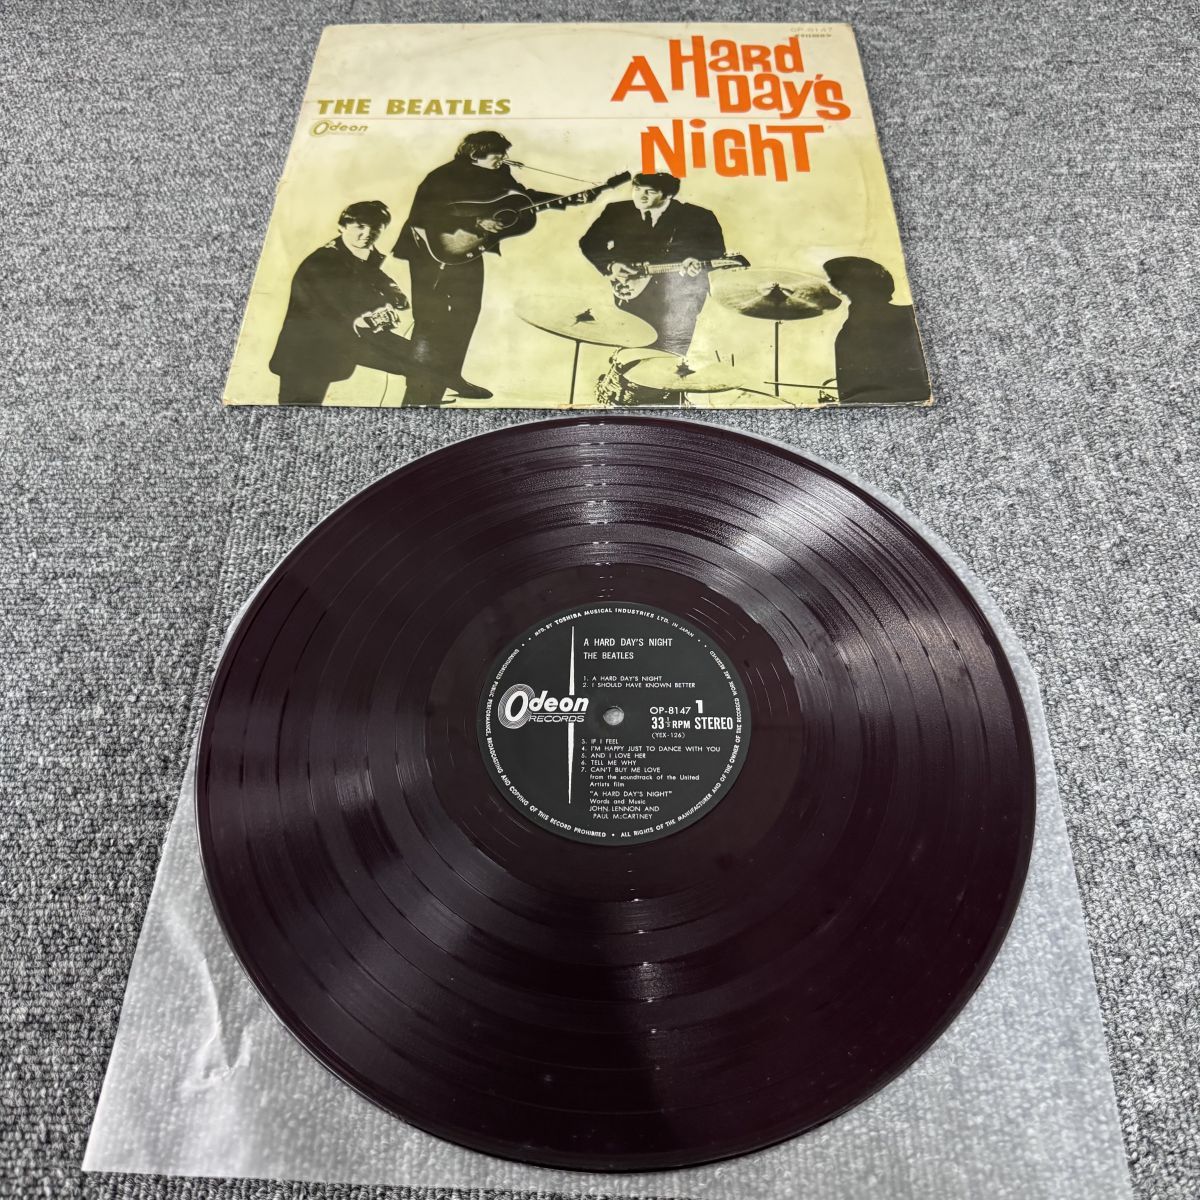 OP-8147
STEREO
A HARD
DAY'S
NIGHT
THE BEATLES
Odeon
MFD. BY TOSHIBA MUSICAL INDUSTRIES LTD. IN JAPAN
ALL RIGHTS OF THE MANUFACTURER AND OF THE OWNER OF THE RECORDED WORK RESERVED
UNAUTHORIZED PUBLIC PERFORMANCE, BROADCASTING AND COPYING OF THIS RECORD PROHIBITED
A HARD DAY'S NIGHT
THE BEATLES
1. A HARD DAY'S NIGHT
2. I SHOULD HAVE KNOWN BETTER
Odeon
RECORDS
OP-8147 1
33⅓ RPM STEREO
(YEX-126)
3. IF I FEEL
4. I'M HAPPY JUST TO DANCE WITH YOU
5. AND I LOVE HER
6. TELL ME WHY
7. CAN'T BUY ME LOVE
from the soundtrack of the United
Artists film
"A HARD DAY'S NIGHT"
Words and Music
JOHN LENNON AND
PAUL McCARTNEY